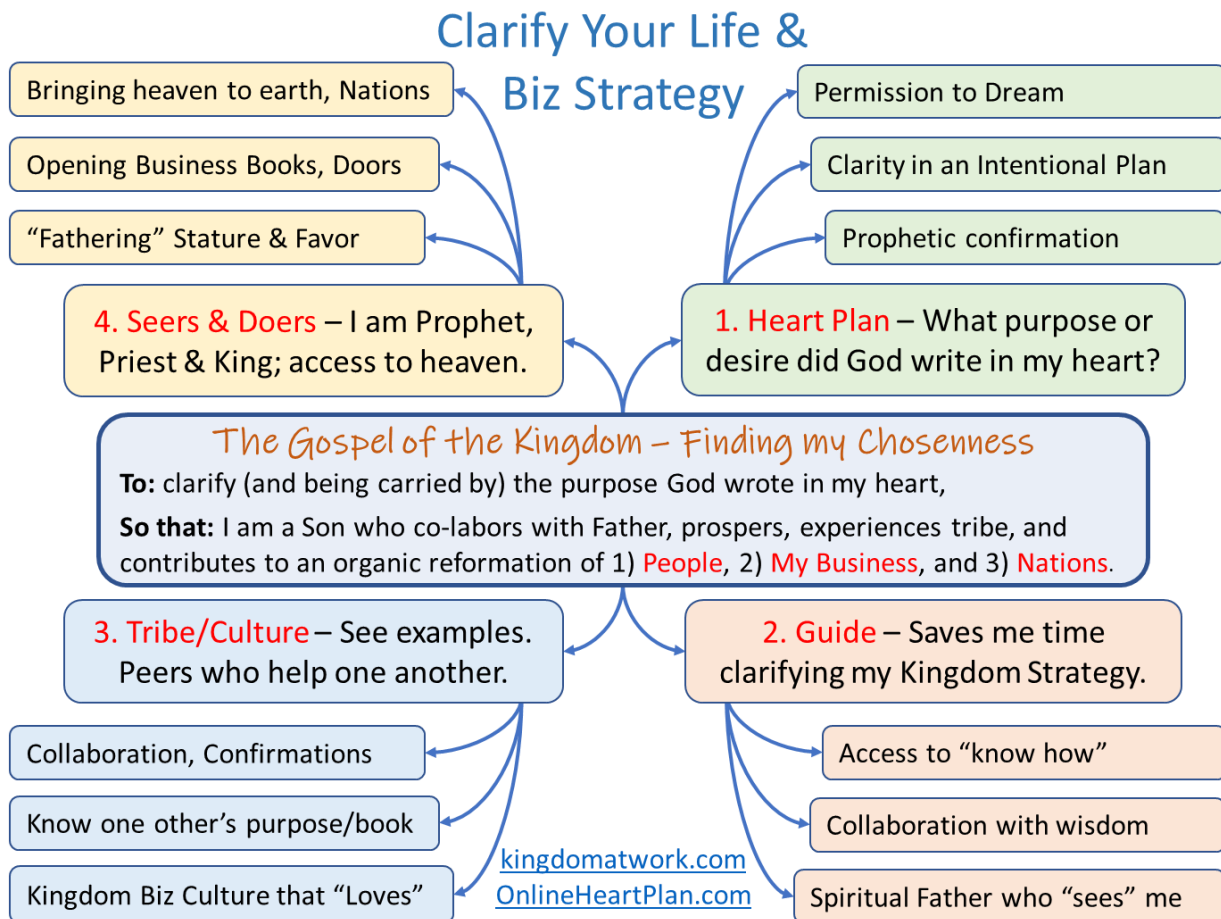 Clarify Your Life &
Biz Strategy
Bringing heaven to earth, Nations
Opening Business Books, Doors
“Fathering” Stature & Favor
Permission to Dream
Clarity in an Intentional Plan
Prophetic confirmation
4. Seers & Doers – I am Prophet,
Priest & King; access to heaven.
1. Heart Plan – What purpose or
desire did God write in my heart?
The Gospel of the Kingdom – Finding my Chosenness
To: clarify (and being carried by) the purpose God wrote in my heart,
So that: I am a Son who co-labors with Father, prospers, experiences tribe, and
contributes to an organic reformation of 1) People, 2) My Business, and 3) Nations.
3. Tribe/Culture – See examples.
Peers who help one another.
2. Guide – Saves me time
clarifying my Kingdom Strategy.
Collaboration, Confirmations
Know one other’s purpose/book
Kingdom Biz Culture that “Loves”
Access to “know how”
Collaboration with wisdom
Spiritual Father who “sees” me
kingdomatwork.com
OnlineHeartPlan.com